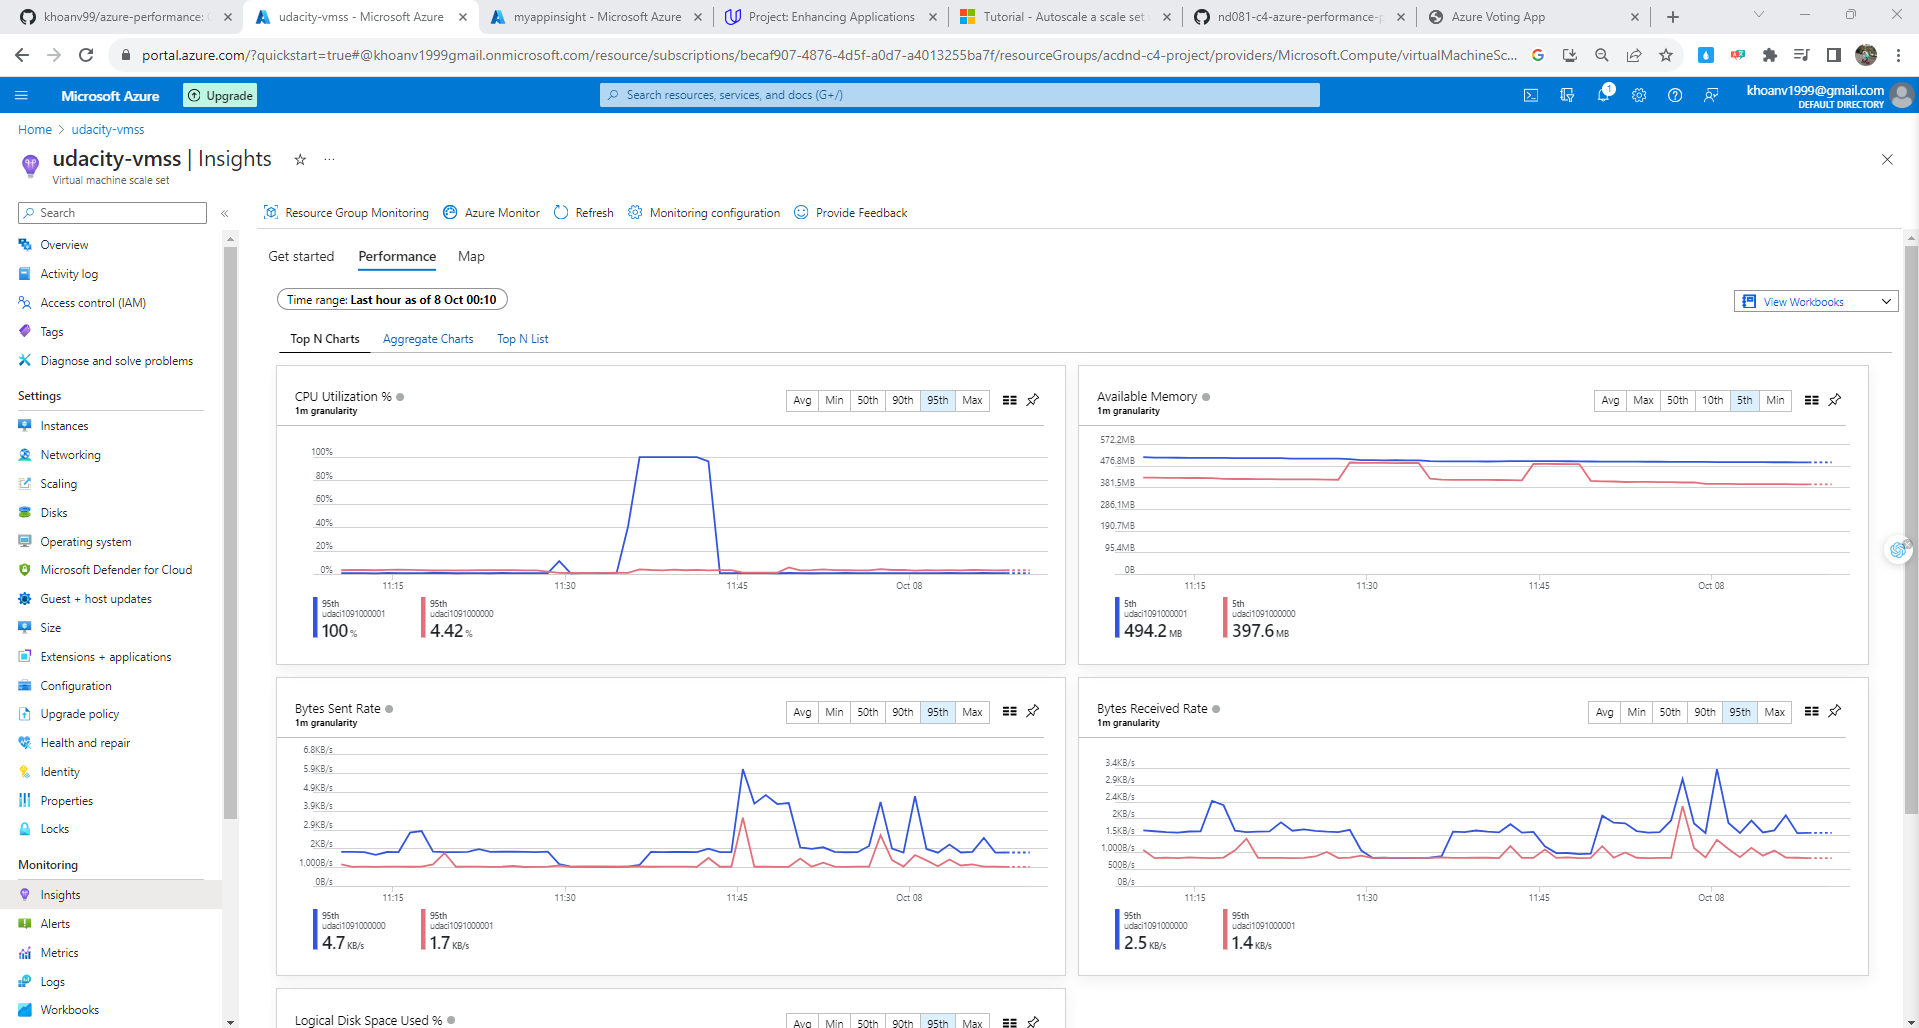 khoanv99/azure-performance: C
udacity-vmss - Microsoft Azure
myappinsight - Microsoft Azure
Project: Enhancing Applications
Tutorial - Autoscale a scale set
nd081-c4-azure-performance-p
Azure Voting App
portal.azure.com/?quickstart=true#@khoanv1999gmail.onmicrosoft.com/resource/subscriptions/becaf907-4876-4d5f-a0d7-a4013255ba7f/resourceGroups/acdnd-c4-project/providers/Microsoft.Compute/virtualMachineSc...
Microsoft Azure
Upgrade
Search resources, services, and docs (G+/)
1
khoanv1999@gmail.com
DEFAULT DIRECTORY
Home > udacity-vmss
udacity-vmss | Insights
Virtual machine scale set
Search
Overview
Activity log
Access control (IAM)
Tags
Diagnose and solve problems
Settings
Instances
Networking
Scaling
Disks
Operating system
Microsoft Defender for Cloud
Guest + host updates
Size
Extensions + applications
Configuration
Upgrade policy
Health and repair
Identity
Properties
Locks
Monitoring
Insights
Alerts
Metrics
Logs
Workbooks
Resource Group Monitoring
Azure Monitor
Refresh
Monitoring configuration
Provide Feedback
Get started
Performance
Map
Time range: Last hour as of 8 Oct 00:10
View Workbooks
Top N Charts
Aggregate Charts
Top N List
CPU Utilization %
1m granularity
Avg Min 50th 90th 95th Max
100%
80%
60%
40%
20%
0%
11:15 11:30 11:45 Oct 08
95th
udaci1091000001
100 %
95th
udaci1091000000
4.42 %
Available Memory
1m granularity
Avg Max 50th 10th 5th Min
572.2MB
476.8MB
381.5MB
286.1MB
190.7MB
95.4MB
0B
11:15 11:30 11:45 Oct 08
5th
udaci1091000001
494.2 MB
5th
udaci1091000000
397.6 MB
Bytes Sent Rate
1m granularity
Avg Min 50th 90th 95th Max
6.8KB/s
5.9KB/s
4.9KB/s
3.9KB/s
2.9KB/s
2KB/s
1,000B/s
0B/s
11:15 11:30 11:45 Oct 08
95th
udaci1091000000
4.7 KB/s
95th
udaci1091000001
1.7 KB/s
Bytes Received Rate
1m granularity
Avg Min 50th 90th 95th Max
3.4KB/s
2.9KB/s
2.4KB/s
2KB/s
1.5KB/s
1,000B/s
500B/s
0B/s
11:15 11:30 11:45 Oct 08
95th
udaci1091000000
2.5 KB/s
95th
udaci1091000001
1.4 KB/s
Logical Disk Space Used %
Avg Min 50th 90th 95th Max